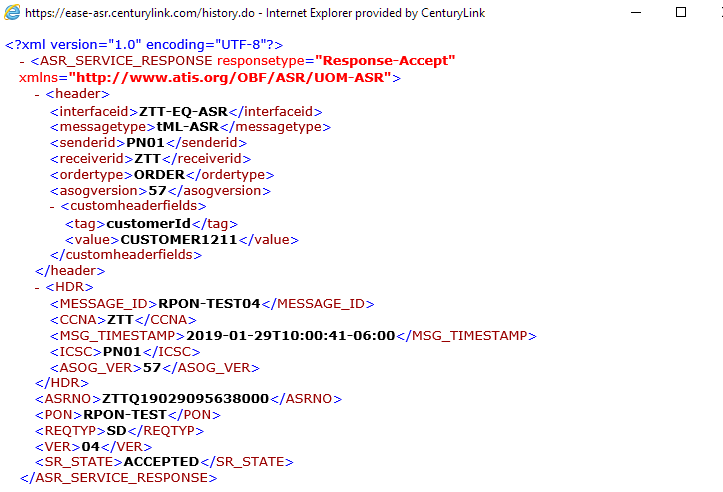 https://ease-asr.centurylink.com/history.do - Internet Explorer provided by CenturyLink
<?xml version="1.0" encoding="UTF-8"?>
- <ASR_SERVICE_RESPONSE responsetype="Response-Accept"
xmlns="http://www.atis.org/OBF/ASR/UOM-ASR">
- <header>
<interfaceid>ZTT-EQ-ASR</interfaceid>
<messagetype>tML-ASR</messagetype>
<senderid>PN01</senderid>
<receiverid>ZTT</receiverid>
<ordertype>ORDER</ordertype>
<asogversion>57</asogversion>
- <customheaderfields>
<tag>customerId</tag>
<value>CUSTOMER1211</value>
</customheaderfields>
</header>
- <HDR>
<MESSAGE_ID>RPON-TEST04</MESSAGE_ID>
<CCNA>ZTT</CCNA>
<MSG_TIMESTAMP>2019-01-29T10:00:41-06:00</MSG_TIMESTAMP>
<ICSC>PN01</ICSC>
<ASOG_VER>57</ASOG_VER>
</HDR>
<ASRNO>ZTTQ19029095638000</ASRNO>
<PON>RPON-TEST</PON>
<REQTYP>SD</REQTYP>
<VER>04</VER>
<SR_STATE>ACCEPTED</SR_STATE>
</ASR_SERVICE_RESPONSE>